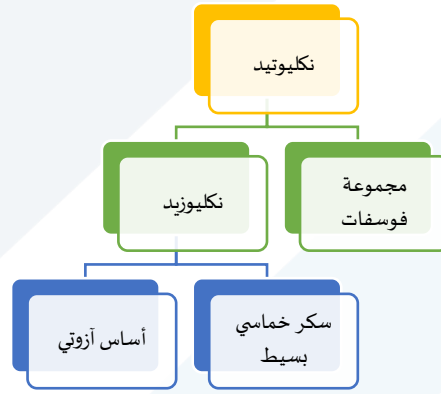 نكليوتيد
مجموعة
فوسفات
نكليوزيد
سكر خماسي
بسيط
أساس آزوتي